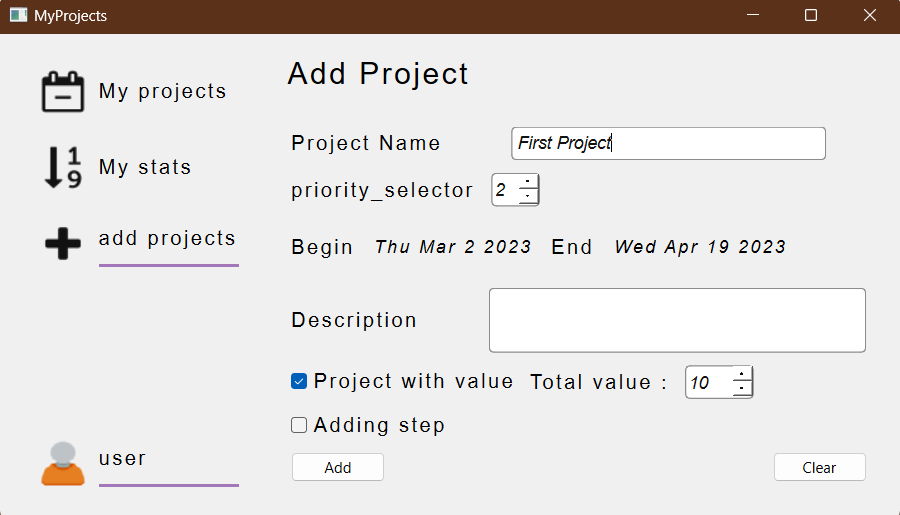 MyProjects
My projects
My stats
1
9
add projects
user
Add Project
Project Name First Project
priority_selector 2
Begin Thu Mar 2 2023 End Wed Apr 19 2023
Description
Project with value Total value : 10
Adding step
Add Clear